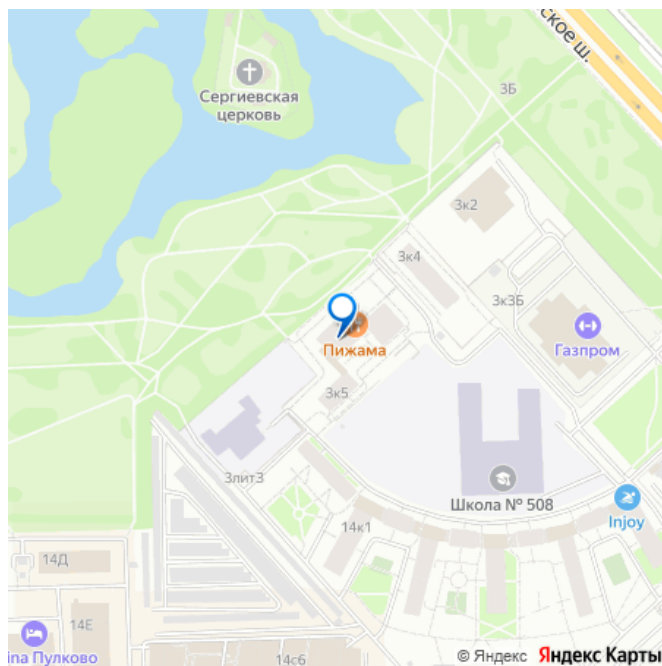 ское ш.
Сергиевская
церковь
3Б
3к2
3к4
3к3Б
Пижама
Газпром
3к5
3лит3
Школа № 508
Injoy
14к1
14Д
14Е
ina Пулково
14с6
© Яндекс Яндекс Карты